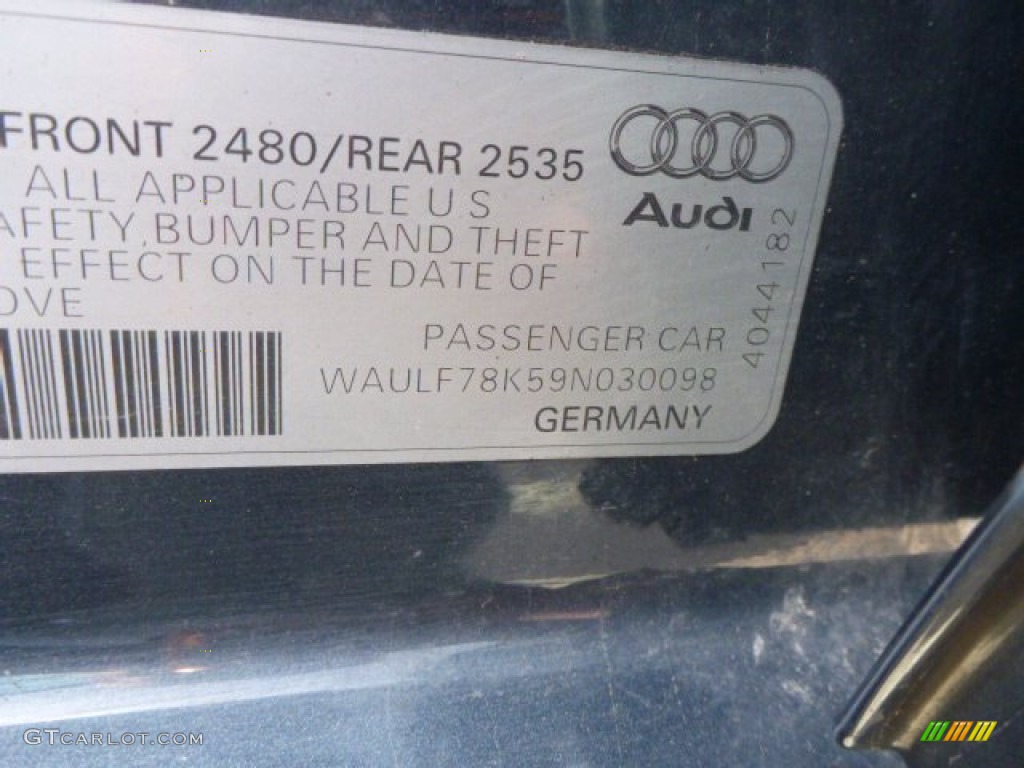 FRONT 2480/REAR 2535
ALL APPLICABLE U S
AFETY,BUMPER AND THEFT
EFFECT ON THE DATE OF
OVE
Audi
4044182
PASSENGER CAR
WAULF78K59N030098
GERMANY
GTCARLOT.COM